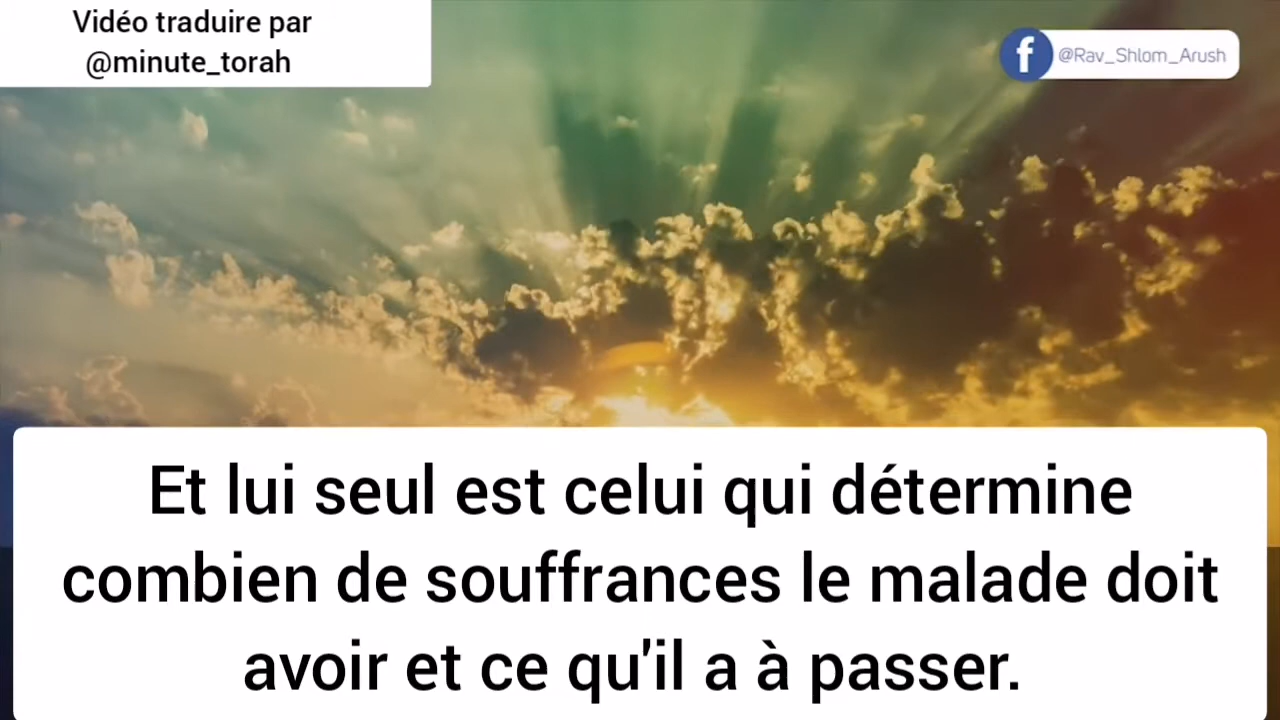 Vidéo traduire par
@minute_torah
@Rav_Shlom_Arush
Et lui seul est celui qui détermine
combien de souffrances le malade doit
avoir et ce qu'il a à passer.